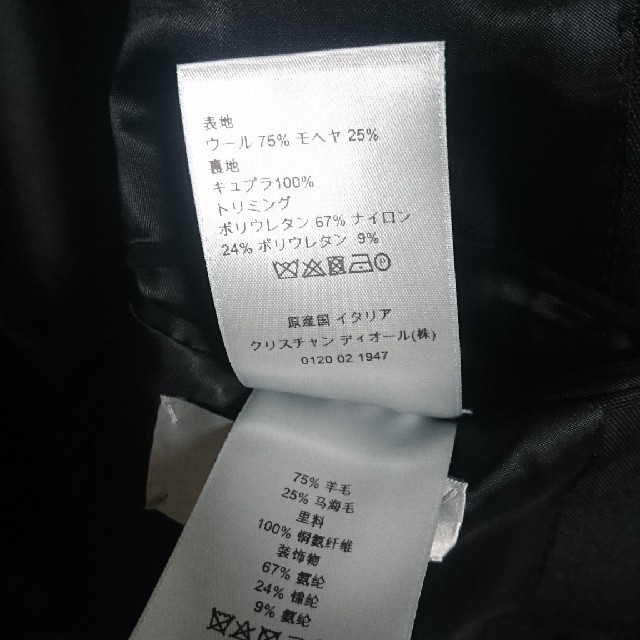 表地
ウール 75% モヘヤ 25%
裏地
キュプラ100%
トリミング
ポリウレタン 67% ナイロン
24% ポリウレタン 9%
原産国 イタリア
クリスチャン ディオール(株)
0120 02 1947
75% 羊毛
25% 马海毛
里料
100% 铜氨纤维
装饰物
67% 氨纶
24% 锦纶
9% 氨纶